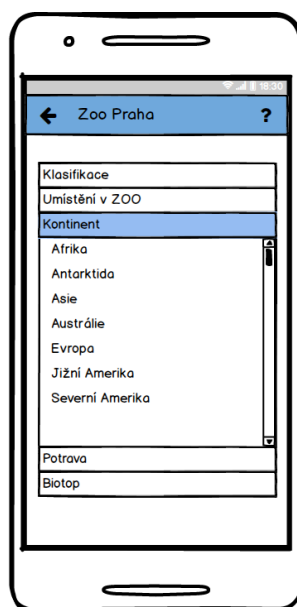 18:30
Zoo Praha ?
Klasifikace
Umístění v ZOO
Kontinent
Afrika
Antarktida
Asie
Austrálie
Evropa
Jižní Amerika
Severní Amerika
Potrava
Biotop